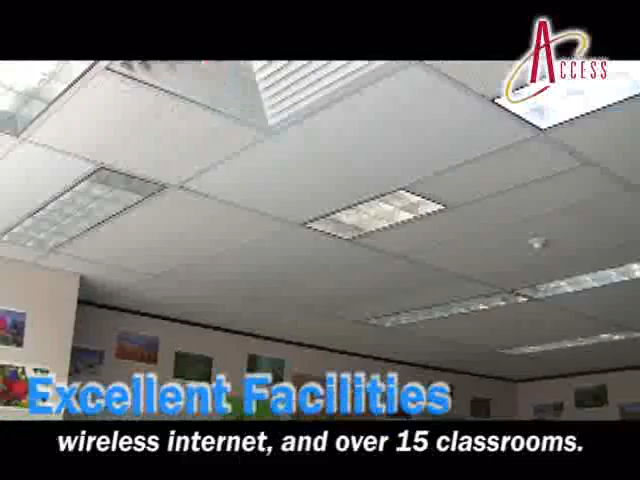 Access
Excellent Facilities
wireless internet, and over 15 classrooms.